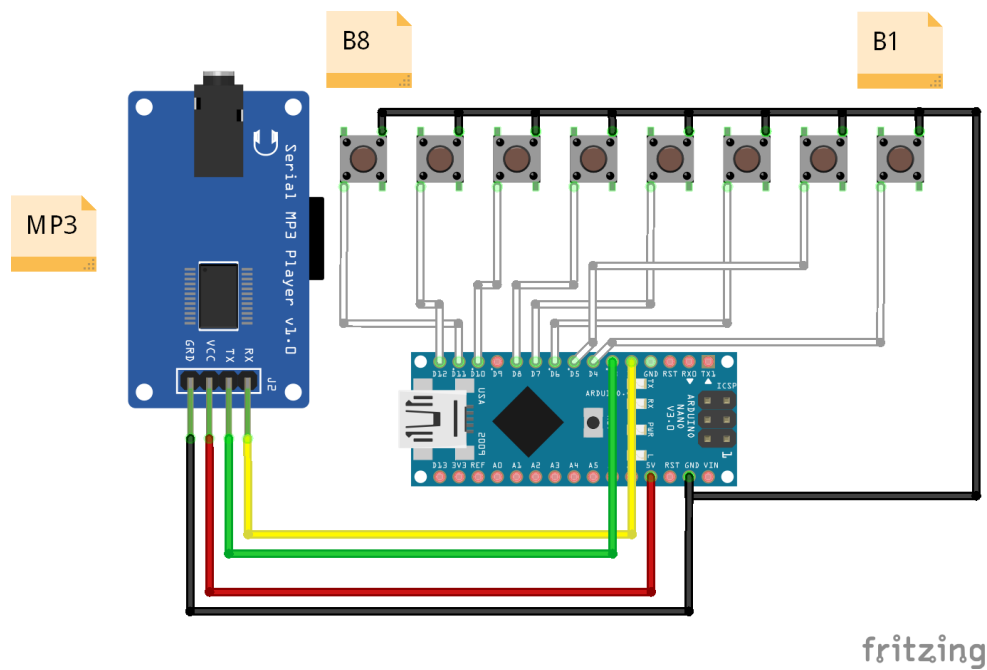 B8
B1
MP3
Serial MP3 Player v1.0
GRD
VCC
TX
RX
J2
D12
D11
D10
D9
D8
D7
D6
D5
D4
GND
RST
RX0
TX1
USA
2009
ARDUINO.
TX
RX
PWR
L
ICSP
ARDUINO
NANO
V3.0
1
D13
3V3
REF
A0
A1
A2
A3
A4
A5
5V
RST
GND
VIN
fritzing